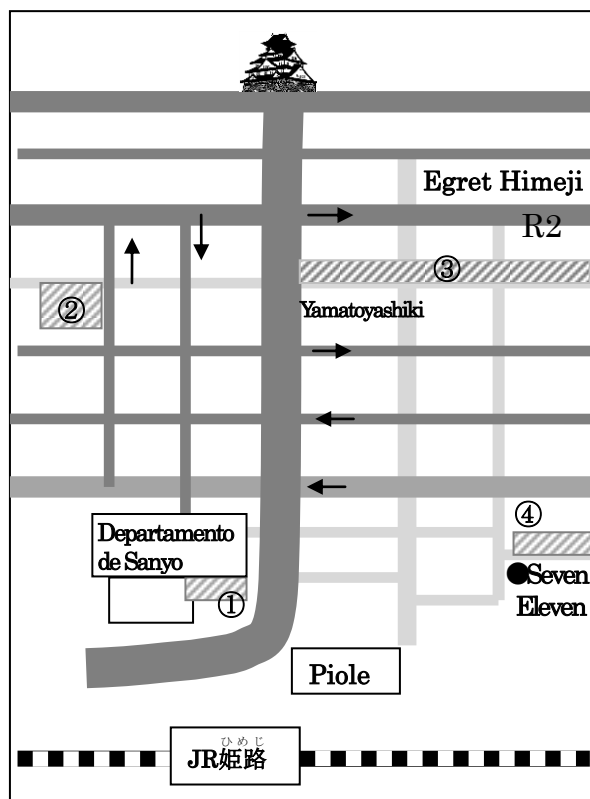 Egret Himeji
R2
③
②
Yamatoyashiki
④
Departamento
de Sanyo
Seven
Eleven
①
Piole
ひめじ
JR姫路